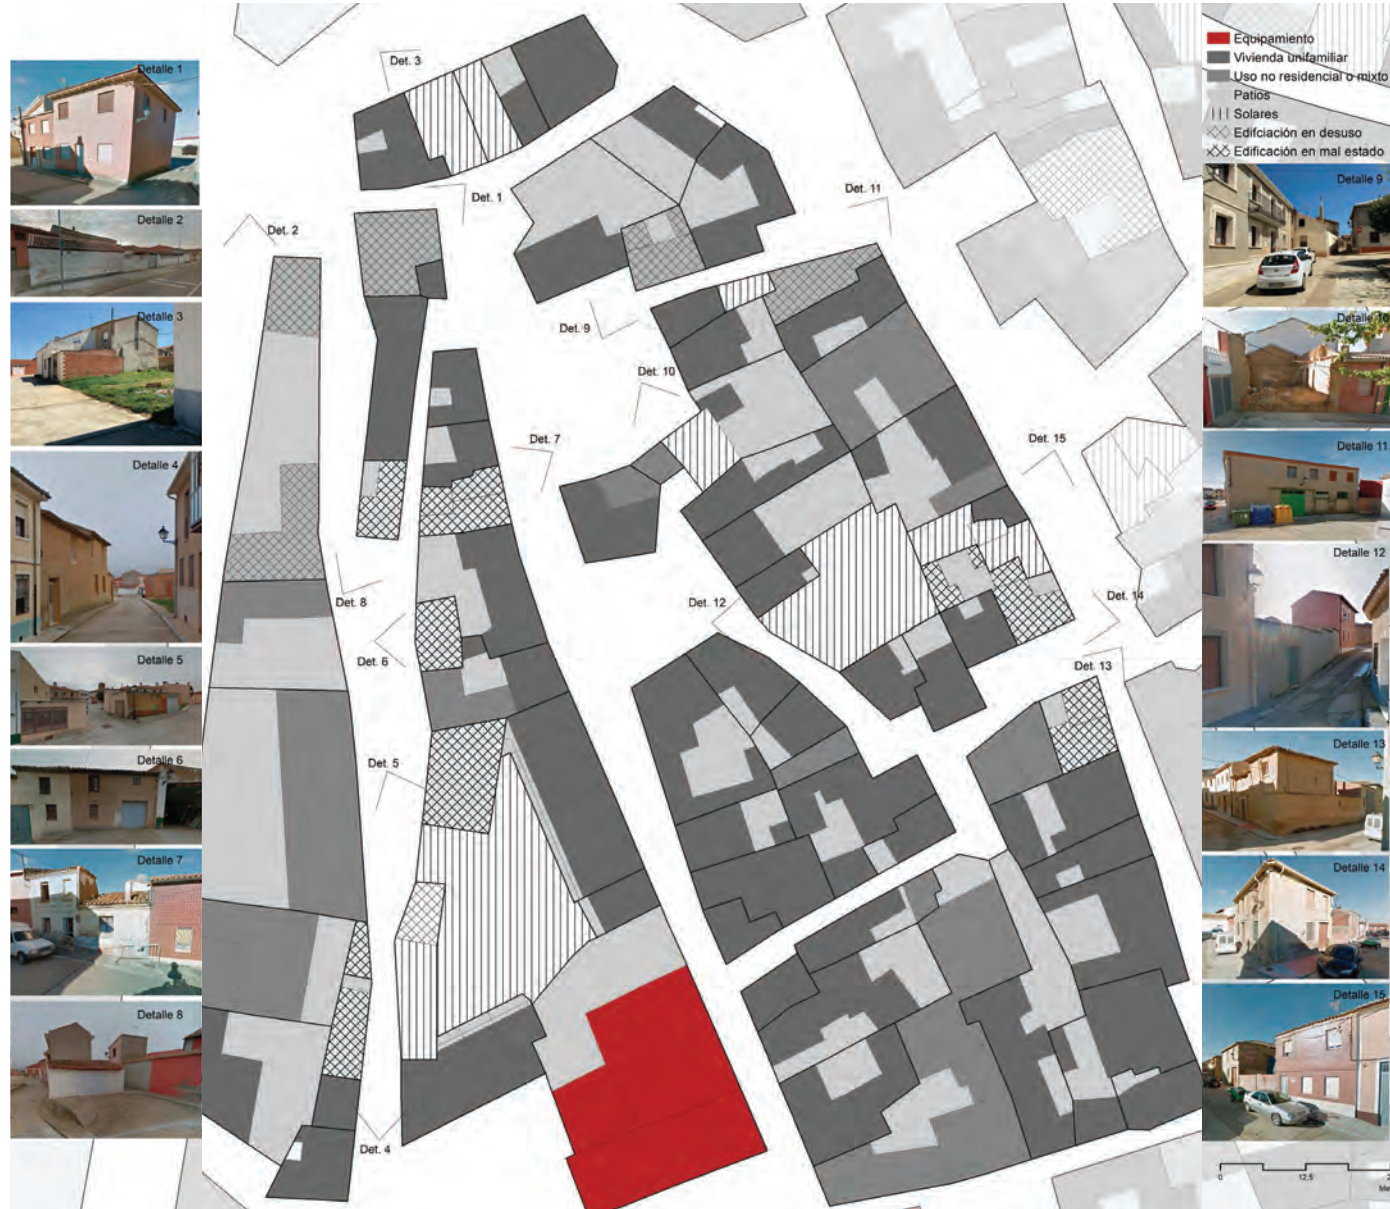 Detalle 1
Detalle 2
Detalle 3
Detalle 4
Detalle 5
Detalle 6
Detalle 7
Detalle 8
Det. 3
Det. 1
Det. 2
Det. 11
Det. 9
Det. 10
Det. 7
Det. 15
Det. 8
Det. 12
Det. 14
Det. 6
Det. 13
Det. 5
Det. 4
Equipamiento
Vivienda unifamiliar
Uso no residencial o mixto
Patios
Solares
Edifciación en desuso
Edificación en mal estado
Detalle 9
Detalle 10
Detalle 11
Detalle 12
Detalle 13
Detalle 14
Detalle 15
0 12,5